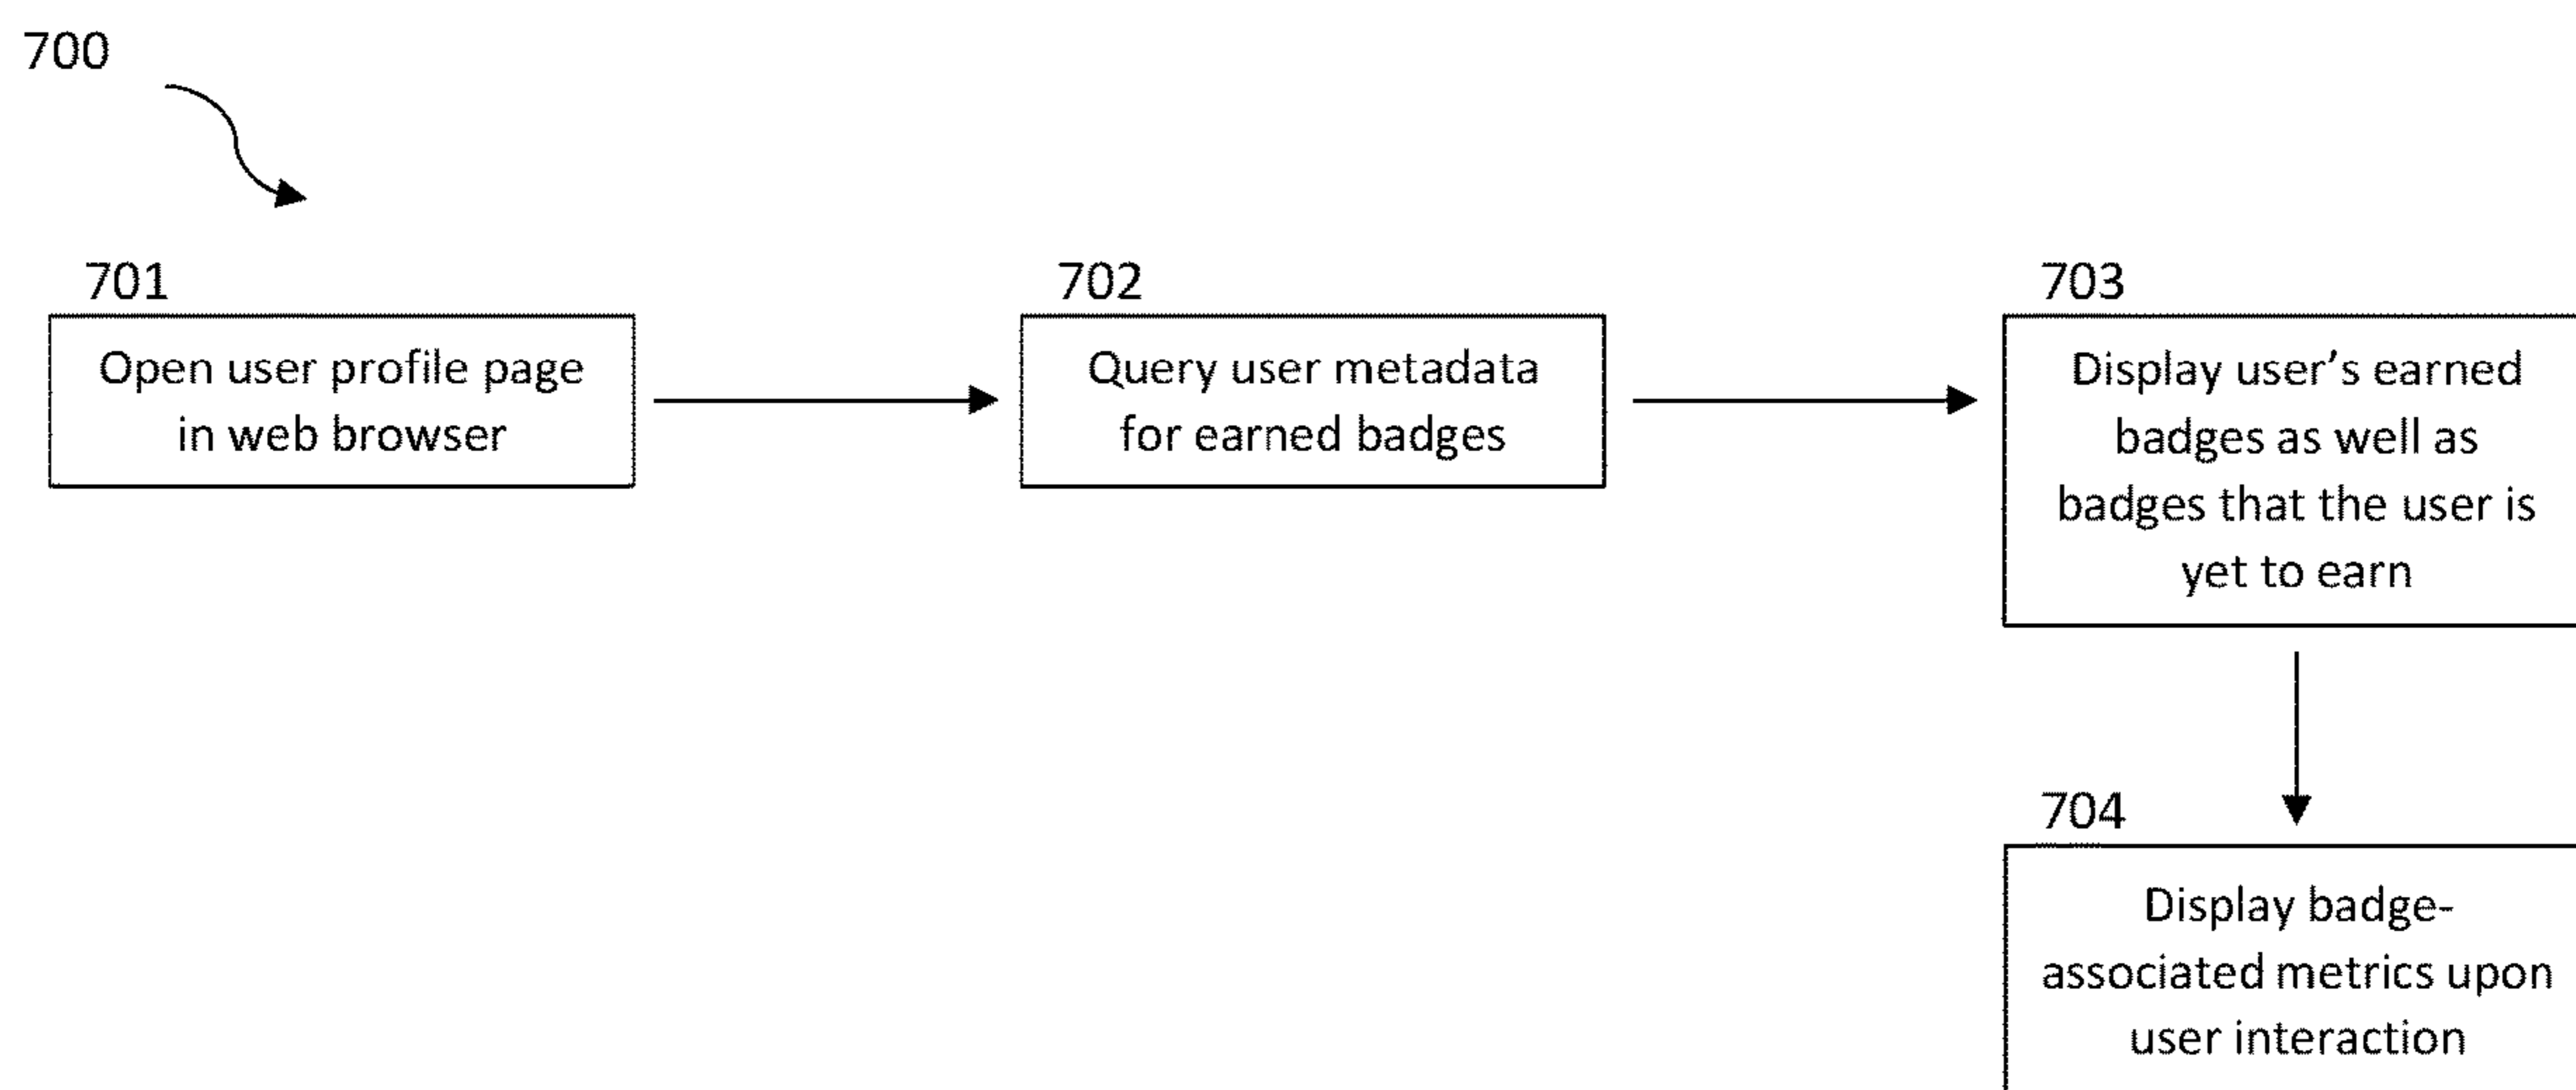 700
701
Open user profile page
in web browser
702
Query user metadata
for earned badges
703
Display user’s earned
badges as well as
badges that the user is
yet to earn
704
Display badge-
associated metrics upon
user interaction